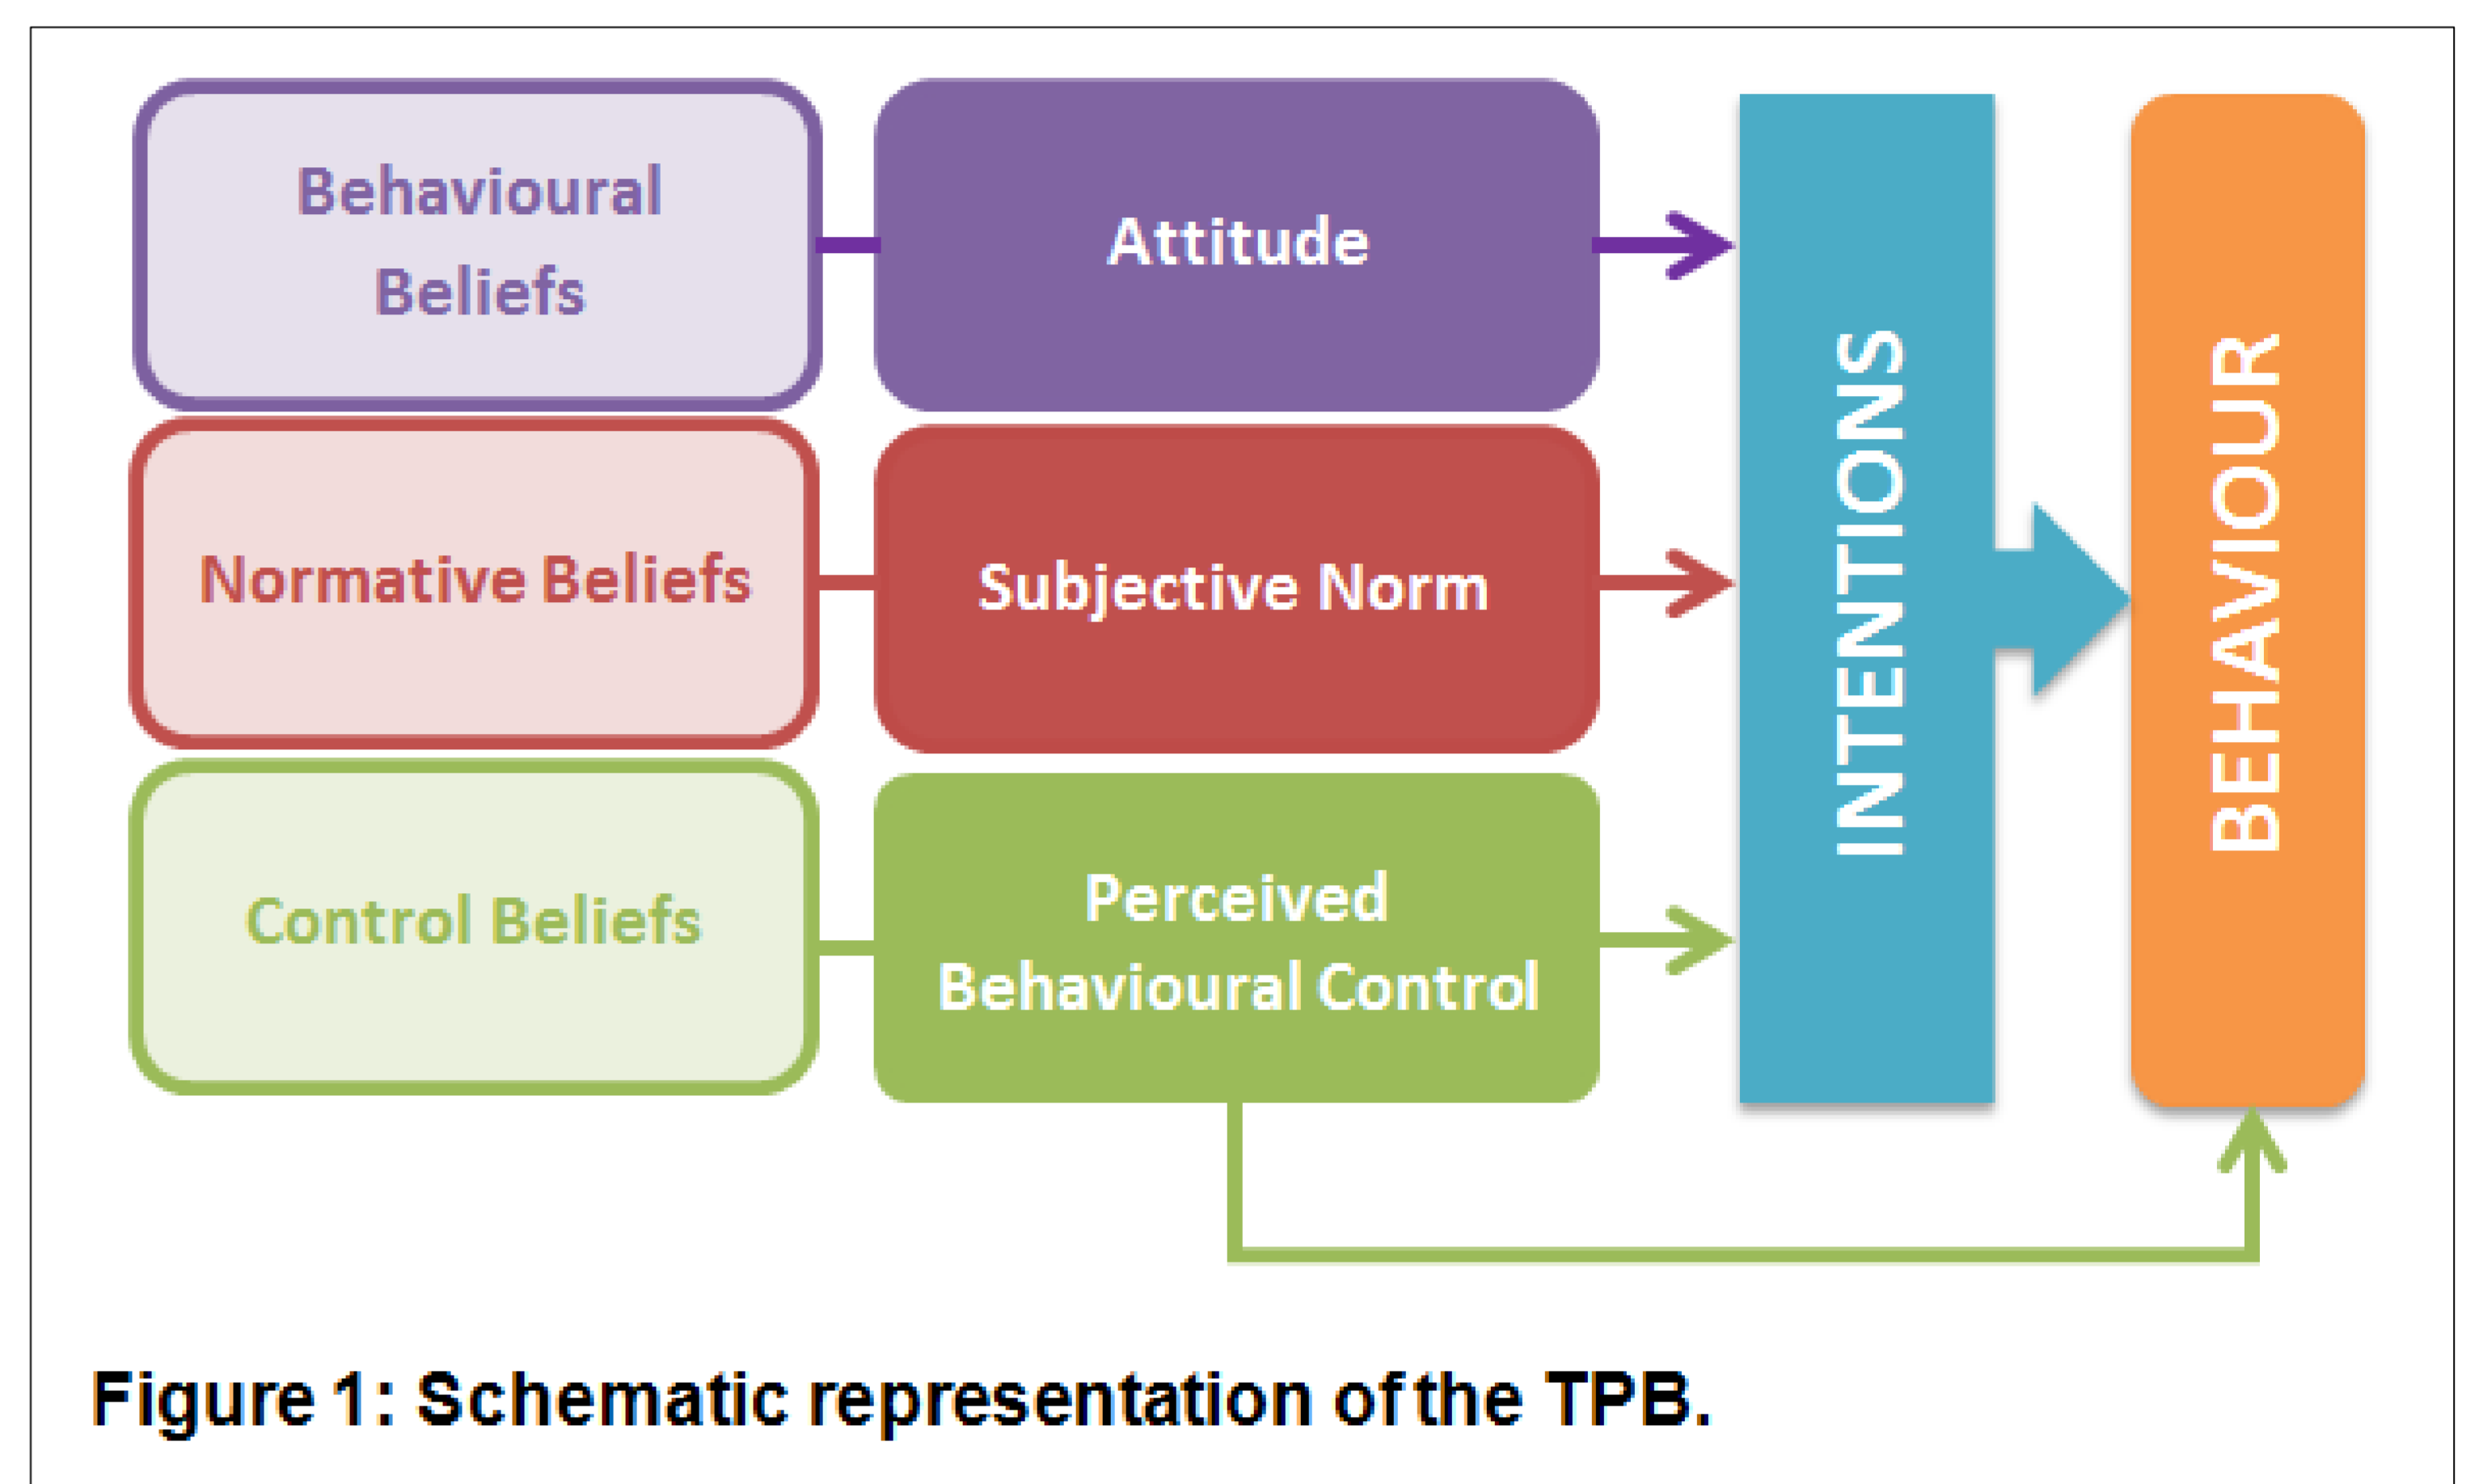 Behavioural
Beliefs
Attitude
Normative Beliefs
Subjective Norm
Control Beliefs
Perceived
Behavioural Control
INTENTIONS
BEHAVIOUR
Figure 1: Schematic representation of the TPB.